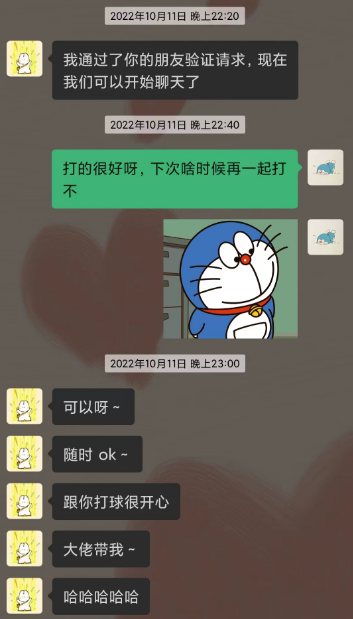 2022年10月11日 晚上22:20
我通过了你的朋友验证请求，现在
我们可以开始聊天了
2022年10月11日 晚上22:40
打的很好呀，下次啥时候再一起打
不
2022年10月11日 晚上23:00
可以呀~
随时 ok~
跟你打球很开心
大佬带我~
哈哈哈哈哈